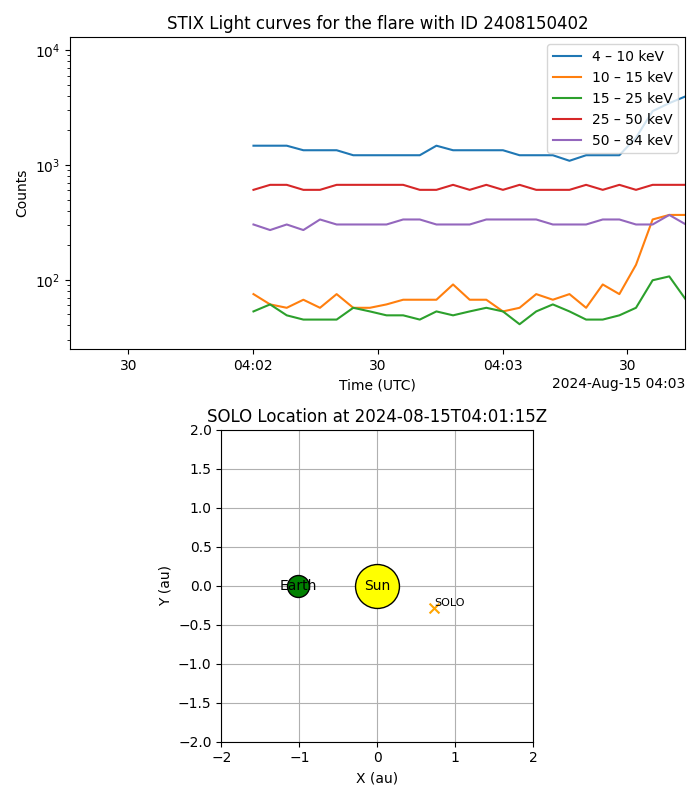 STIX Light curves for the flare with ID 2408150402
10⁴
10³
10²
Counts
4 – 10 keV
10 – 15 keV
15 – 25 keV
25 – 50 keV
50 – 84 keV
30 04:02 30 04:03 30
Time (UTC)
2024-Aug-15 04:03
SOLO Location at 2024-08-15T04:01:15Z
2.0
1.5
1.0
0.5
0.0
−0.5
−1.0
−1.5
−2.0
Y (au)
Earth
Sun
SOLO
−2 −1 0 1 2
X (au)